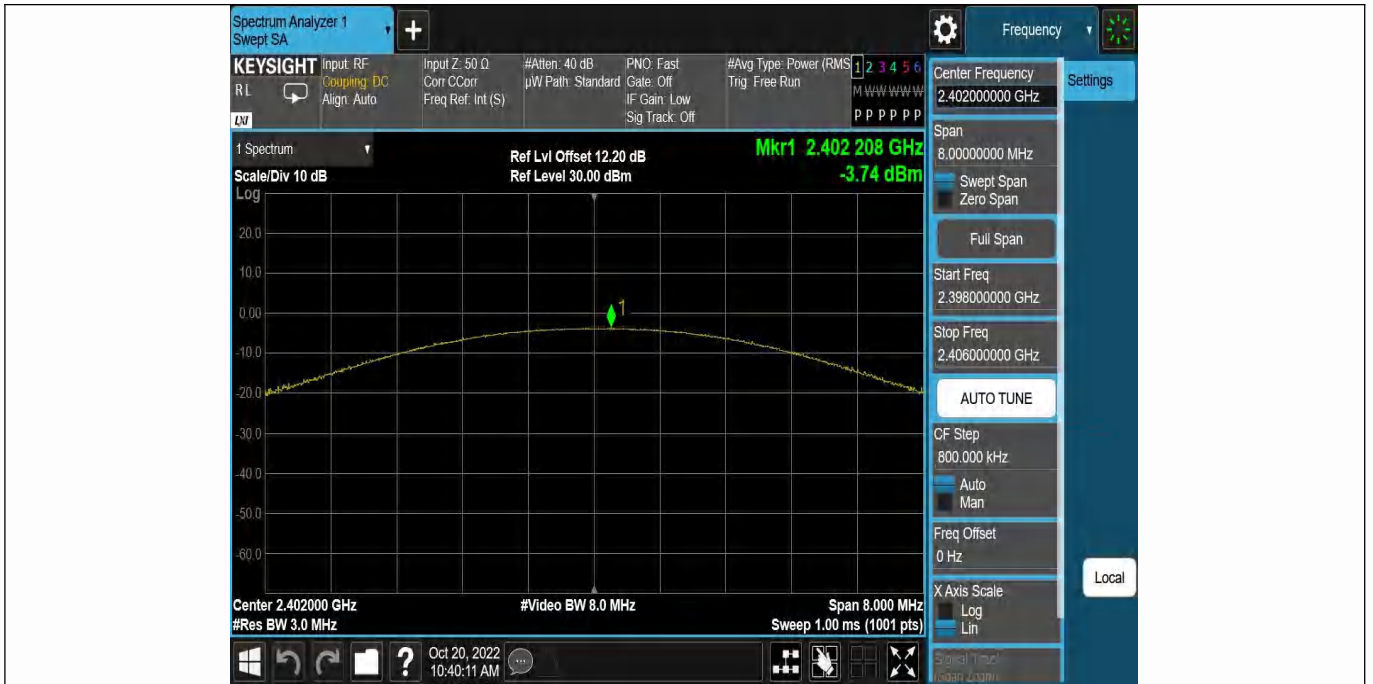 Spectrum Analyzer 1
Swept SA
+
Frequency
KEYSIGHT
RL
LXI
Input: RF
Coupling: DC
Align: Auto
Input Z: 50 Ω
Corr CCorr
Freq Ref: Int (S)
#Atten: 40 dB
µW Path: Standard
PNO: Fast
Gate: Off
IF Gain: Low
Sig Track: Off
#Avg Type: Power (RMS
Trig: Free Run
1 2 3 4 5 6
M W W W W W
P P P P P P
1 Spectrum
Scale/Div 10 dB
Ref Lvl Offset 12.20 dB
Ref Level 30.00 dBm
Mkr1 2.402 208 GHz
-3.74 dBm
Log
20.0
10.0
0.00
-10.0
-20.0
-30.0
-40.0
-50.0
-60.0
1
Center 2.402000 GHz
#Res BW 3.0 MHz
#Video BW 8.0 MHz
Span 8.000 MHz
Sweep 1.00 ms (1001 pts)
?
Oct 20, 2022
10:40:11 AM
Center Frequency
2.402000000 GHz
Span
8.00000000 MHz
Swept Span
Zero Span
Full Span
Start Freq
2.398000000 GHz
Stop Freq
2.406000000 GHz
AUTO TUNE
CF Step
800.000 kHz
Auto
Man
Freq Offset
0 Hz
X Axis Scale
Log
Lin
Signal Track
(Span Zoom)
Settings
Local